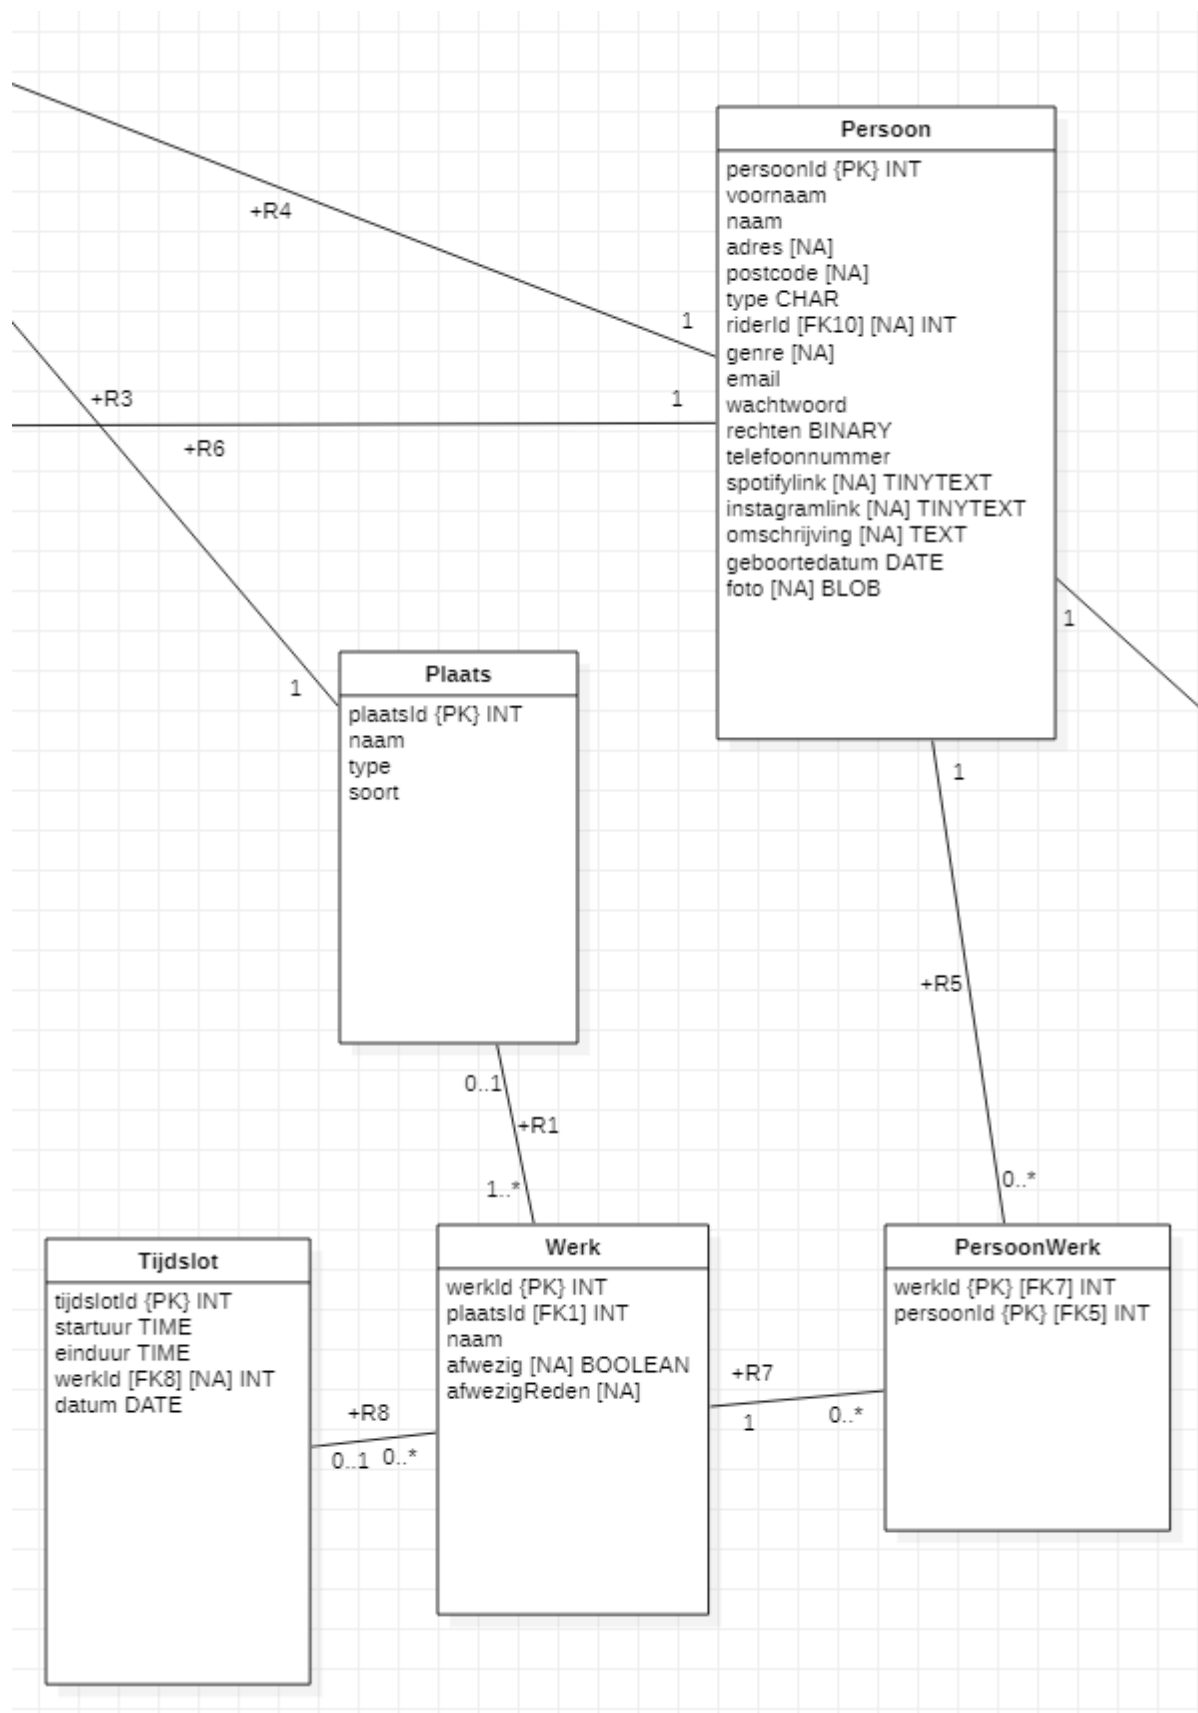 +R4
1
+R3
1
+R6
Persoon
persoonId {PK} INT
voornaam
naam
adres [NA]
postcode [NA]
type CHAR
riderId [FK10] [NA] INT
genre [NA]
email
wachtwoord
rechten BINARY
telefoonnummer
spotifylink [NA] TINYTEXT
instagramlink [NA] TINYTEXT
omschrijving [NA] TEXT
geboortedatum DATE
foto [NA] BLOB
1
1
Plaats
plaatsId {PK} INT
naam
type
soort
1
+R5
0..*
0..1
+R1
1..*
Tijdslot
tijdslotId {PK} INT
startuur TIME
einduur TIME
werkId [FK8] [NA] INT
datum DATE
+R8
0..1
0..*
Werk
werkId {PK} INT
plaatsId [FK1] INT
naam
afwezig [NA] BOOLEAN
afwezigReden [NA]
+R7
1
0..*
PersoonWerk
werkId {PK} [FK7] INT
persoonId {PK} [FK5] INT